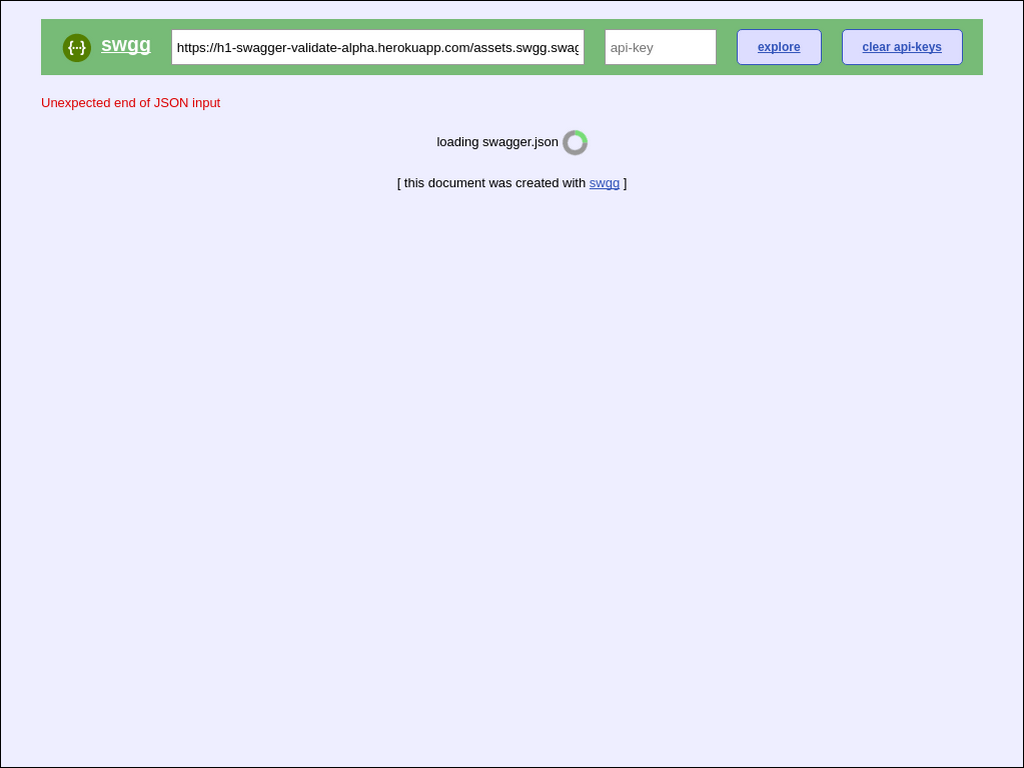 {···} swgg https://h1-swagger-validate-alpha.herokuapp.com/assets.swgg.swag api-key explore clear api-keys
Unexpected end of JSON input
loading swagger.json
[ this document was created with swgg ]